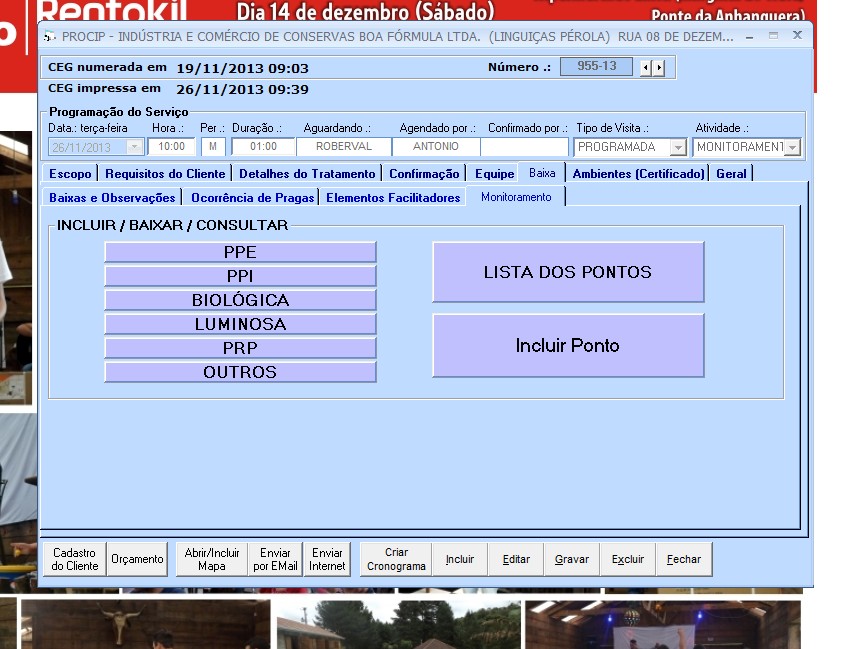 Rentokil
Dia 14 de dezembro (Sábado)
Ponte da Anhanguera)
PROCIP - INDÚSTRIA E COMÉRCIO DE CONSERVAS BOA FÓRMULA LTDA. (LINGUIÇAS PÉROLA) RUA 08 DE DEZEM...
CEG numerada em 19/11/2013 09:03 Número .: 955-13
CEG impressa em 26/11/2013 09:39
Programação do Serviço
Data.: terça-feira Hora .: Per .: Duração .: Aguardando .: Agendado por .: Confirmado por .: Tipo de Visita .: Atividade .:
26/11/2013 10:00 M 01:00 ROBERVAL ANTONIO PROGRAMADA MONITORAMENT
Escopo Requisitos do Cliente Detalhes do Tratamento Confirmação Equipe Baixa Ambientes (Certificado) Geral
Baixas e Observações Ocorrência de Pragas Elementos Facilitadores Monitoramento
INCLUIR / BAIXAR / CONSULTAR
PPE
PPI
BIOLÓGICA
LUMINOSA
PRP
OUTROS
LISTA DOS PONTOS
Incluir Ponto
Cadastro do Cliente
Orçamento
Abrir/Incluir Mapa
Enviar por EMail
Enviar Internet
Criar Cronograma
Incluir
Editar
Gravar
Excluir
Fechar